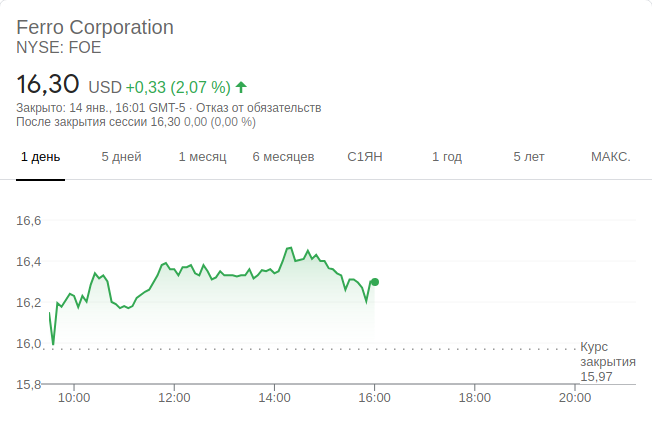 Ferro Corporation
NYSE: FOE
16,30 USD +0,33 (2,07 %)
Закрыто: 14 янв., 16:01 GMT-5 · Отказ от обязательств
После закрытия сессии 16,30 0,00 (0,00 %)
1 день 5 дней 1 месяц 6 месяцев С1ЯН 1 год 5 лет МАКС.
16,6
16,4
16,2
16,0
Курс
закрытия
15,97
15,8
10:00 12:00 14:00 16:00 18:00 20:00